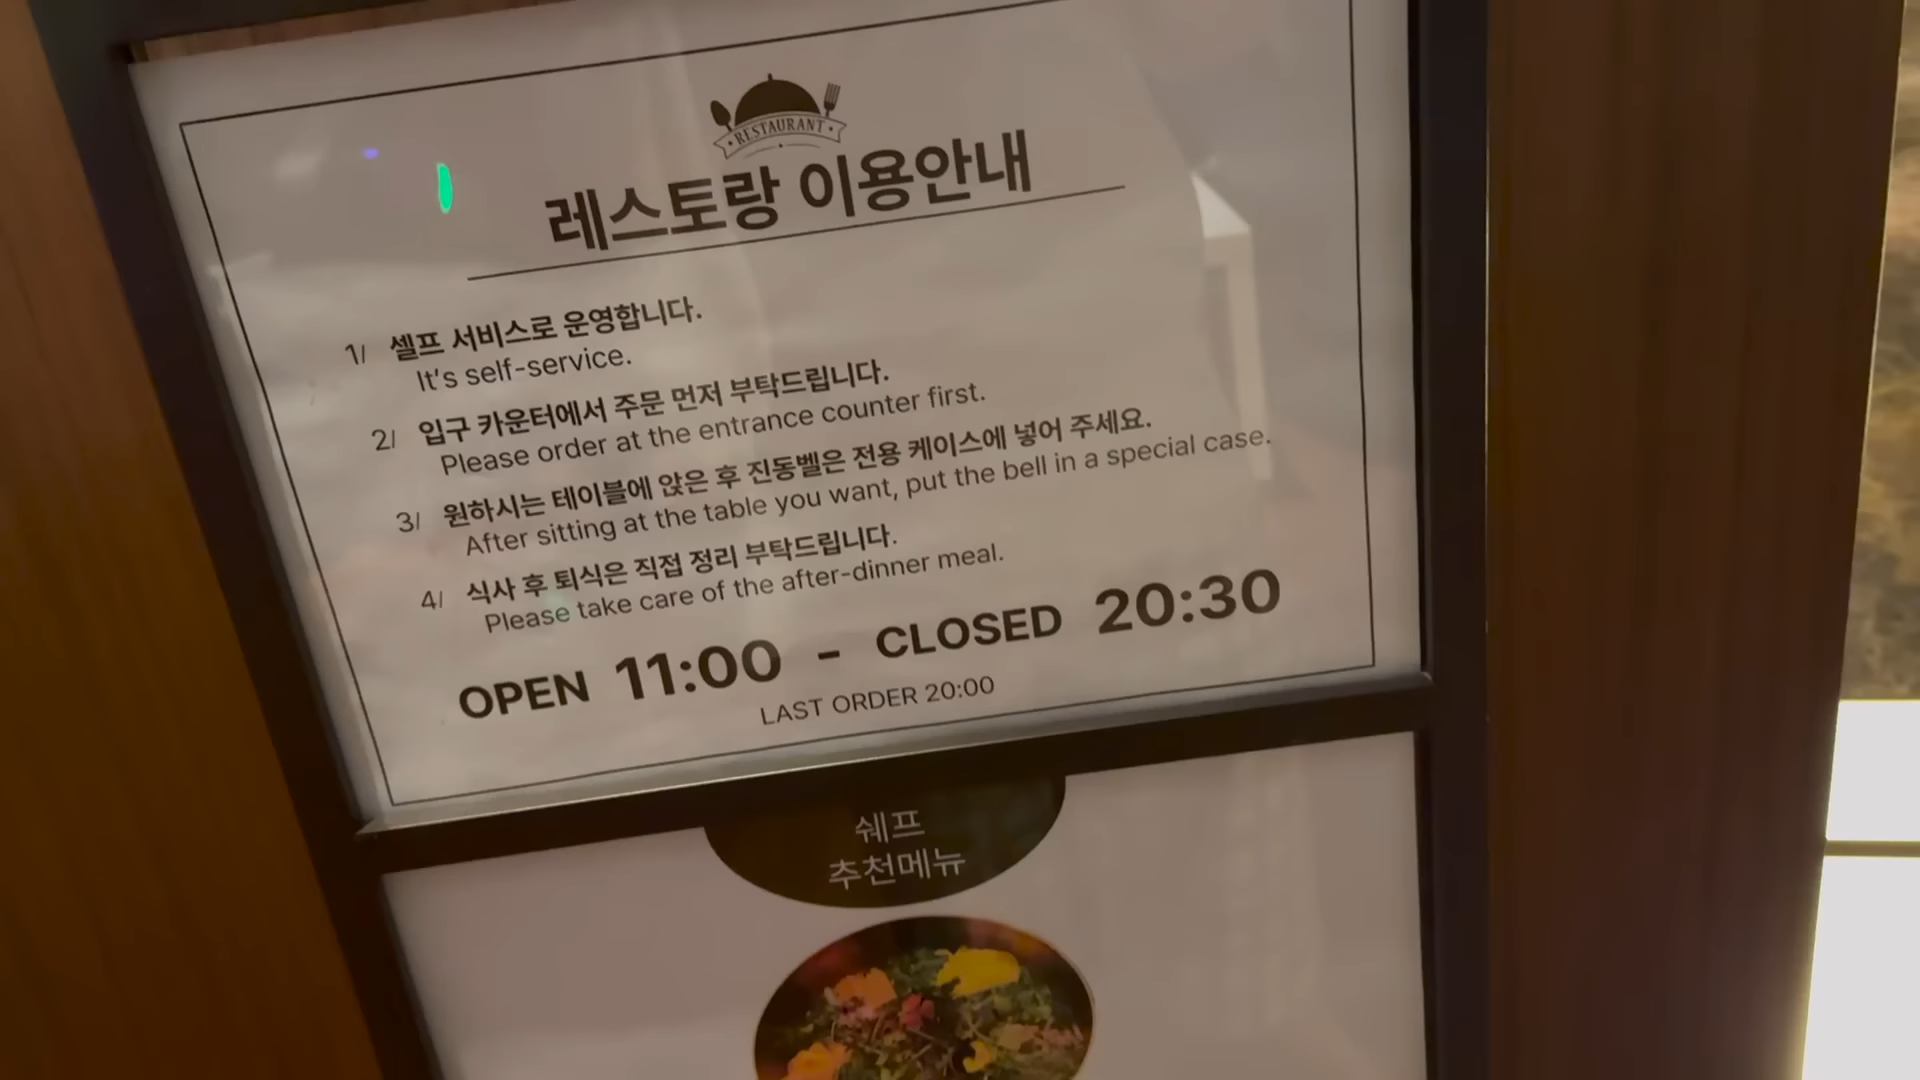 RESTAURANT
레스토랑 이용안내
1/ 셀프 서비스로 운영합니다.
It's self-service.
2/ 입구 카운터에서 주문 먼저 부탁드립니다.
Please order at the entrance counter first.
3/ 원하시는 테이블에 앉은 후 진동벨은 전용 케이스에 넣어 주세요.
After sitting at the table you want, put the bell in a special case.
4/ 식사 후 퇴식은 직접 정리 부탁드립니다.
Please take care of the after-dinner meal.
OPEN 11:00 - CLOSED 20:30
LAST ORDER 20:00
쉐프
추천메뉴